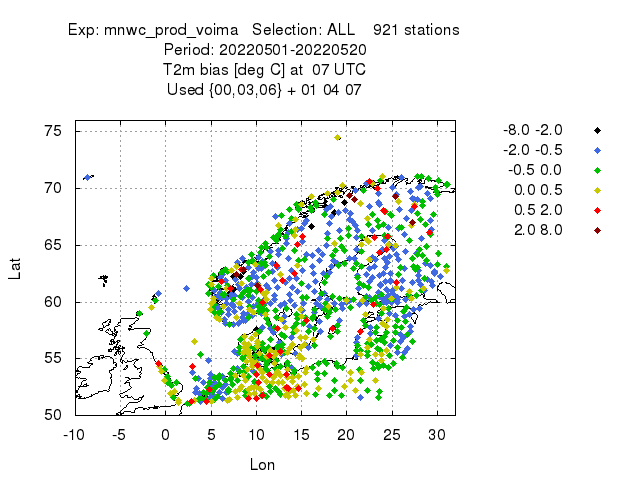 Exp: mnwc_prod_voima   Selection: ALL    921 stations
Period: 20220501-20220520
T2m bias [deg C] at  07 UTC
Used {00,03,06} + 01 04 07
75
70
65
60
55
50
-10 -5 0 5 10 15 20 25 30
Lat
Lon
-8.0 -2.0
-2.0 -0.5
-0.5 0.0
0.0 0.5
0.5 2.0
2.0 8.0